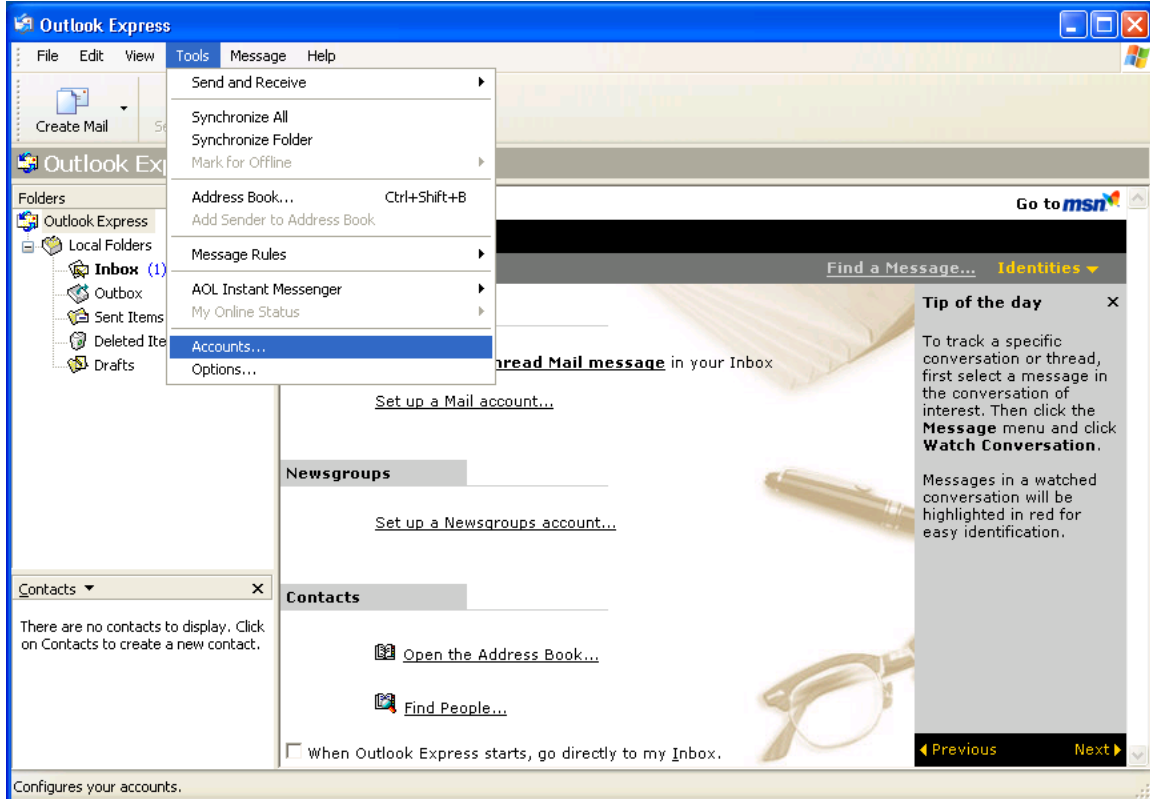 Outlook Express
File Edit View Tools Message Help
Create Mail
Send and Receive
Synchronize All
Synchronize Folder
Mark for Offline
Address Book... Ctrl+Shift+B
Add Sender to Address Book
Message Rules
AOL Instant Messenger
My Online Status
Accounts...
Options...
Outlook Exp
Go to msn
Find a Message... Identities
Folders
Outlook Express
Local Folders
Inbox (1)
Outbox
Sent Items
Deleted Ite
Drafts
Contacts
There are no contacts to display. Click
on Contacts to create a new contact.
nread Mail message in your Inbox
Set up a Mail account...
Newsgroups
Set up a Newsgroups account...
Contacts
Open the Address Book...
Find People...
When Outlook Express starts, go directly to my Inbox.
Tip of the day
To track a specific
conversation or thread,
first select a message in
the conversation of
interest. Then click the
Message menu and click
Watch Conversation.
Messages in a watched
conversation will be
highlighted in red for
easy identification.
Previous Next
Configures your accounts.